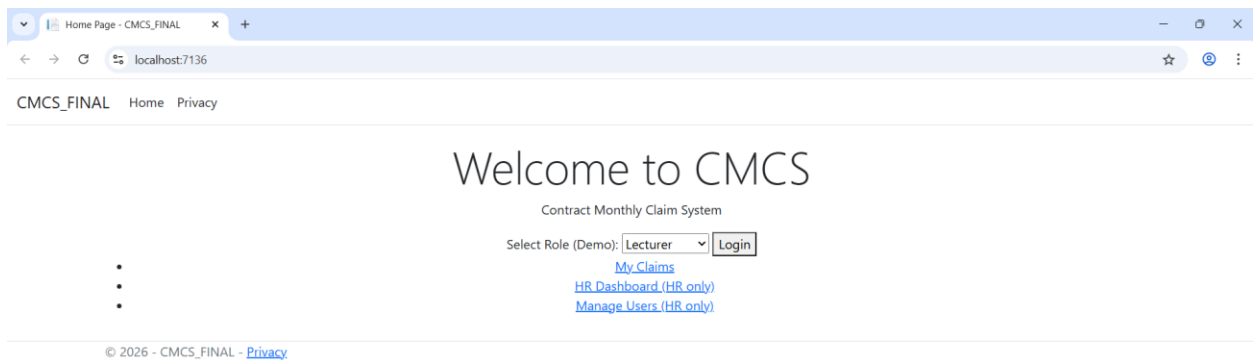 Home Page - CMCS_FINAL
localhost:7136
CMCS_FINAL Home Privacy
Welcome to CMCS
Contract Monthly Claim System
Select Role (Demo): Lecturer Login
My Claims
HR Dashboard (HR only)
Manage Users (HR only)
© 2026 - CMCS_FINAL - Privacy